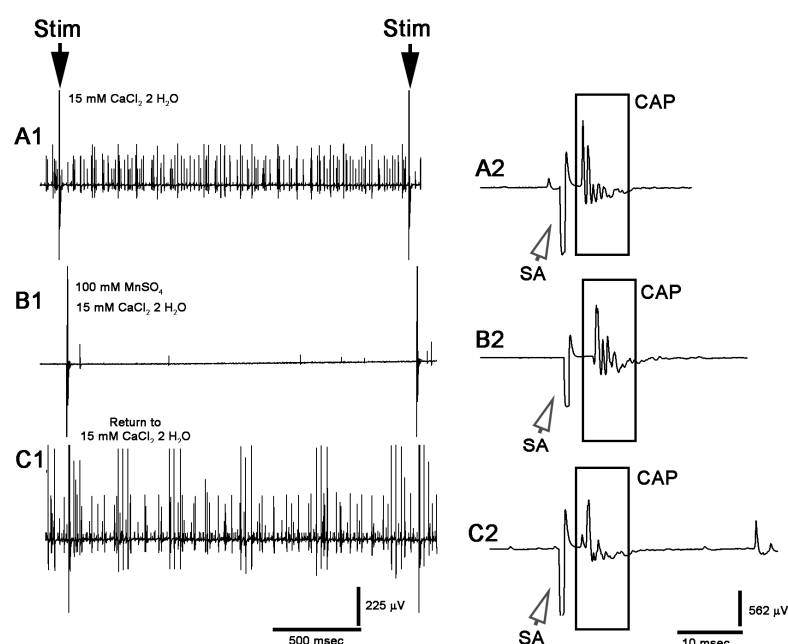 Stim
Stim
15 mM CaCl₂ 2 H₂O
A1
CAP
A2
SA
100 mM MnSO₄
15 mM CaCl₂ 2 H₂O
B1
CAP
B2
SA
Return to
15 mM CaCl₂ 2 H₂O
C1
CAP
C2
SA
225 µV
500 msec
562 µV
10 msec